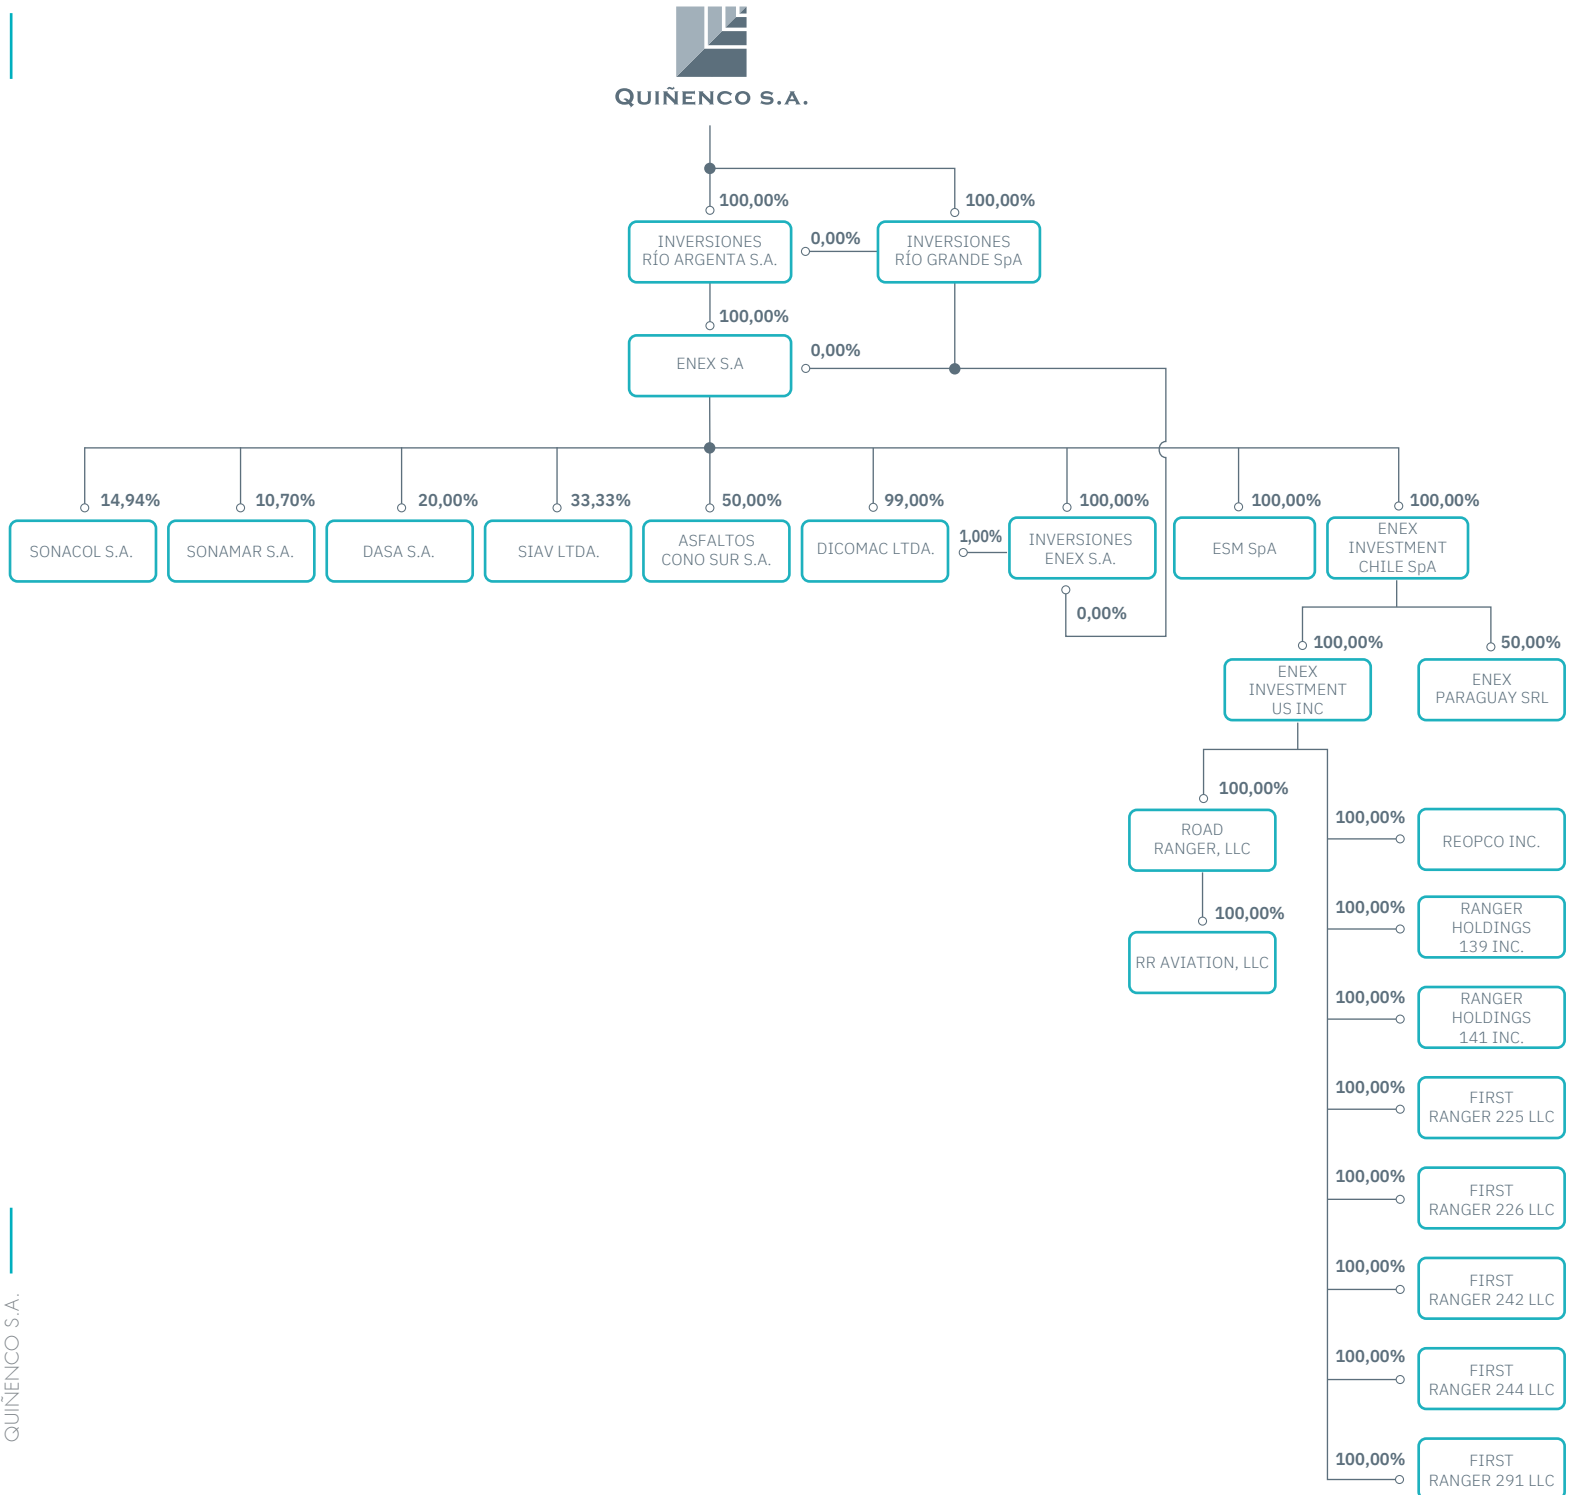 QUIÑENCO S.A.
100,00%
100,00%
INVERSIONES
RÍO ARGENTA S.A.
0,00%
INVERSIONES
RÍO GRANDE SpA
100,00%
ENEX S.A
0,00%
14,94%
10,70%
20,00%
33,33%
50,00%
99,00%
100,00%
100,00%
100,00%
SONACOL S.A.
SONAMAR S.A.
DASA S.A.
SIAV LTDA.
ASFALTOS
CONO SUR S.A.
DICOMAC LTDA.
1,00%
INVERSIONES
ENEX S.A.
ESM SpA
ENEX
INVESTMENT
CHILE SpA
0,00%
100,00%
50,00%
ENEX
INVESTMENT
US INC
ENEX
PARAGUAY SRL
100,00%
ROAD
RANGER, LLC
100,00%
RR AVIATION, LLC
100,00%
REOPCO INC.
100,00%
RANGER
HOLDINGS
139 INC.
100,00%
RANGER
HOLDINGS
141 INC.
100,00%
FIRST
RANGER 225 LLC
100,00%
FIRST
RANGER 226 LLC
100,00%
FIRST
RANGER 242 LLC
100,00%
FIRST
RANGER 244 LLC
100,00%
FIRST
RANGER 291 LLC
QUIÑENCO S.A.